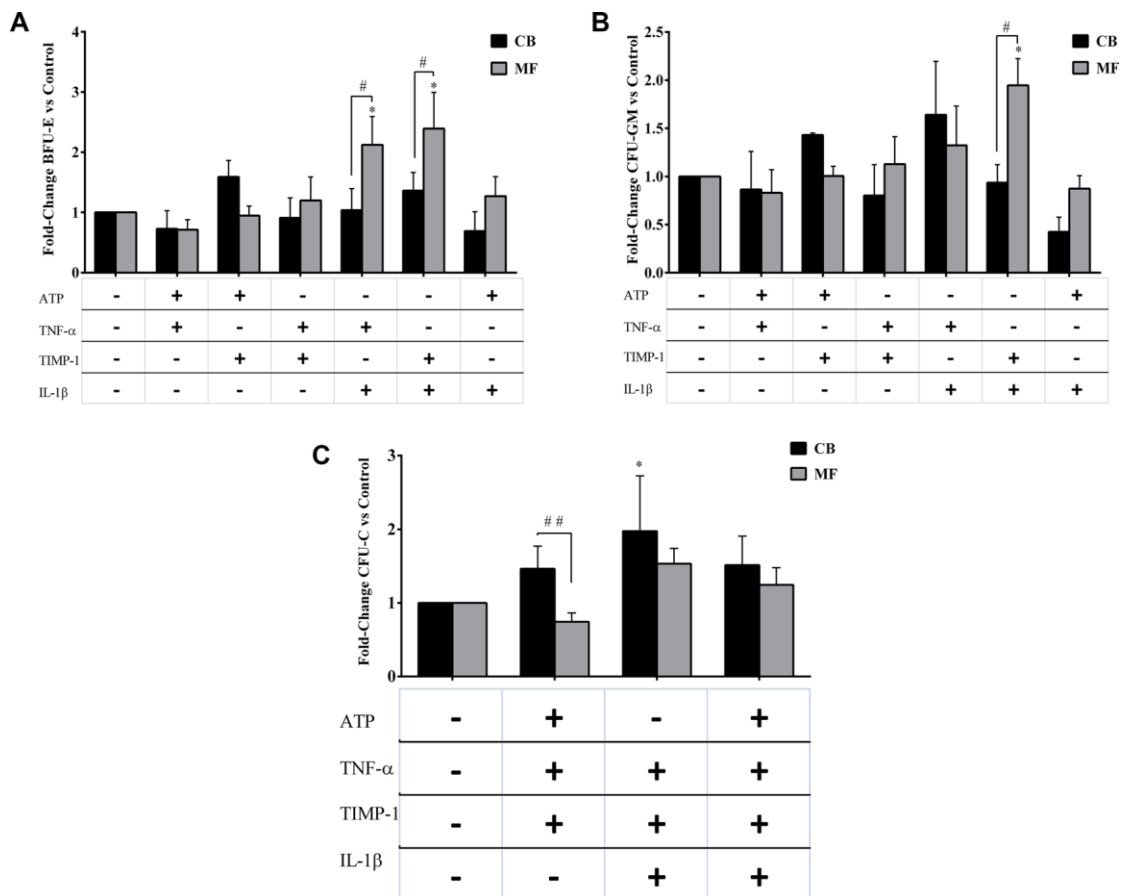 A
Fold-Change BFU-E vs Control
4
3
2
1
0
CB
MF
#
*
#
*
ATP - + + - - - +
TNF-α - + - + + - -
TIMP-1 - - + + - + -
IL-1β - - - - + + +
B
Fold-Change CFU-GM vs Control
2.5
2.0
1.5
1.0
0.5
0.0
CB
MF
#
*
ATP - + + - - - +
TNF-α - + - + + - -
TIMP-1 - - + + - + -
IL-1β - - - - + + +
C
Fold-Change CFU-C vs Control
3
2
1
0
CB
MF
# #
*
ATP - + - +
TNF-α - + + +
TIMP-1 - + + +
IL-1β - - + +